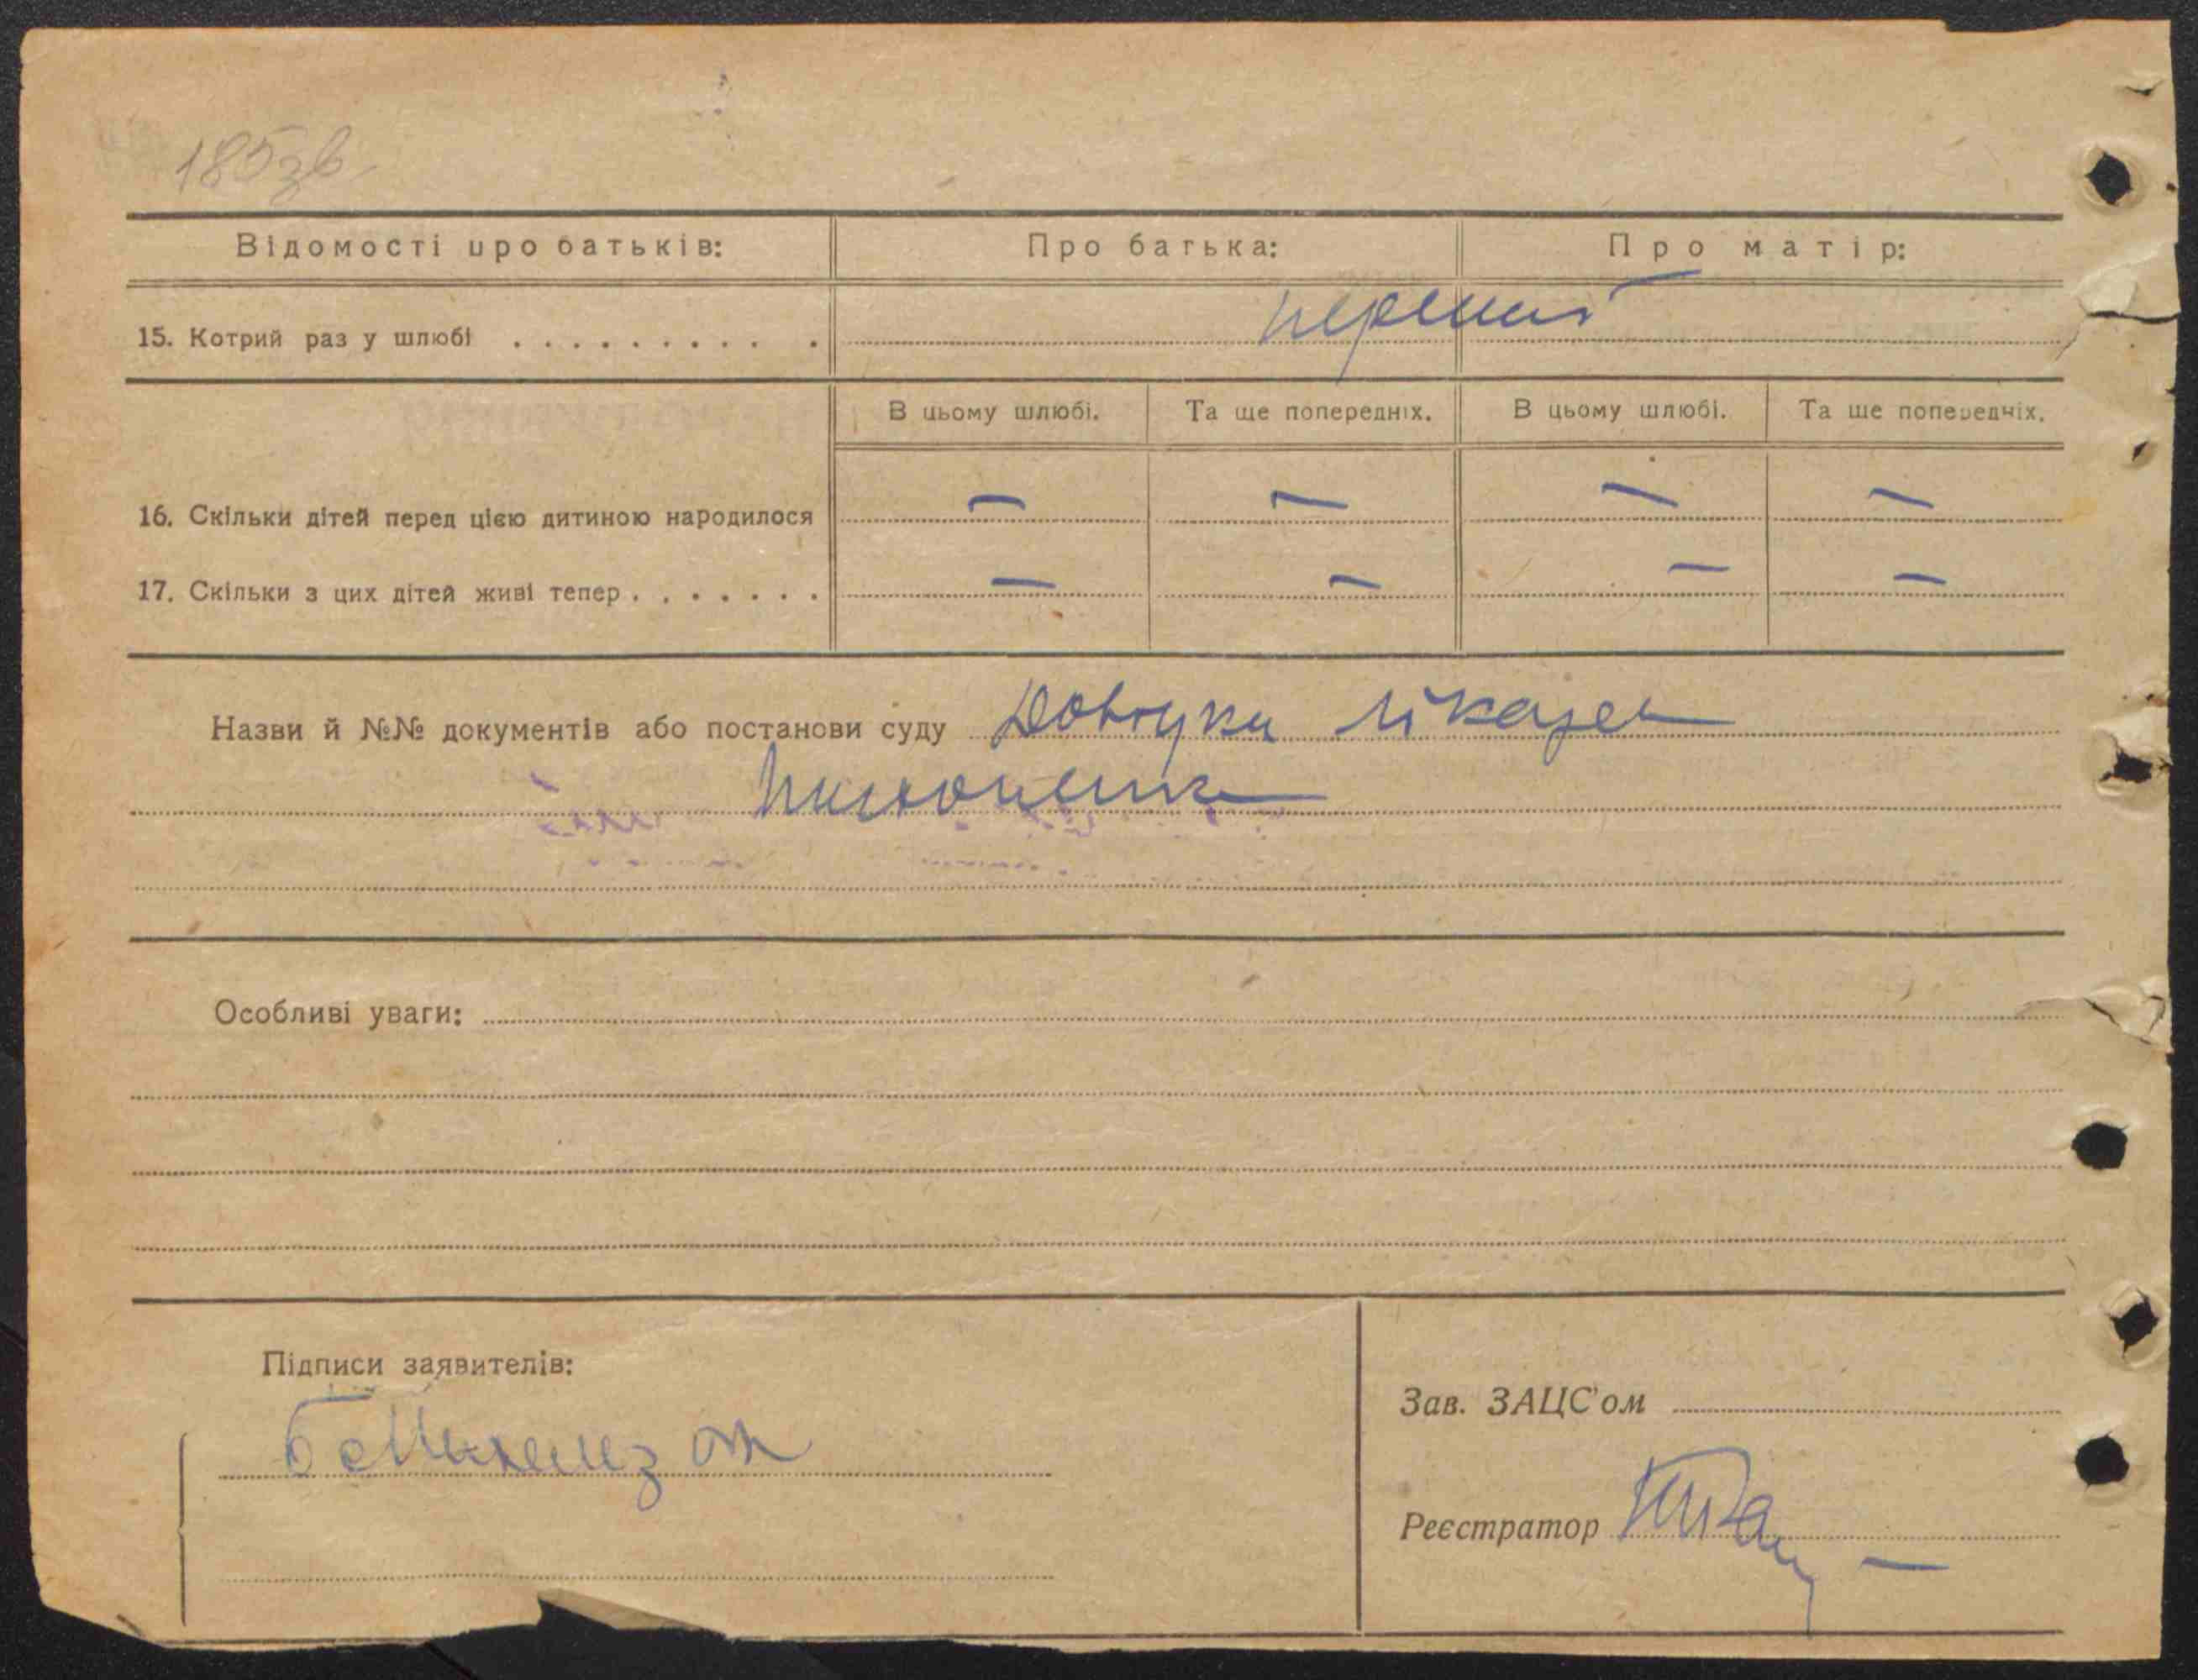 185зв
Відомості про батьків: Про батька: Про матір:
15. Котрий раз у шлюбі . . . . . . . . . . перший
В цьому шлюбі. Та ще попередніх. В цьому шлюбі. Та ще попередніх.
16. Скільки дітей перед цією дитиною народилося — — — —
17. Скільки з цих дітей живі тепер . . . . . . . — — — —
Назви й №№ документів або постанови суду Довідка лікарен
Особливі уваги:
Підписи заявителів:
Зав. ЗАЦС'ом
Реєстратор